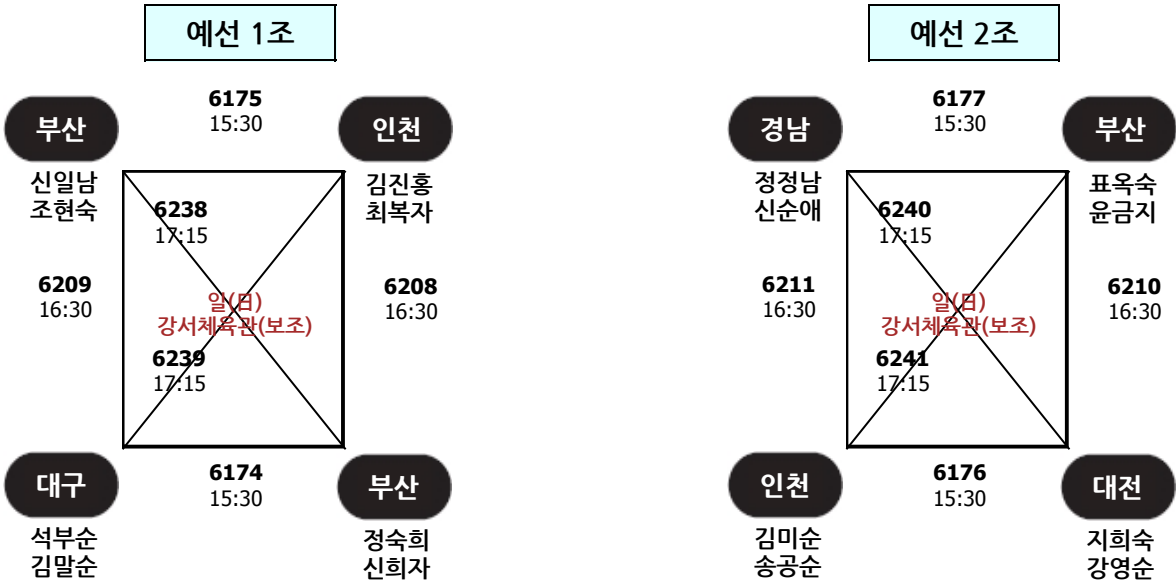 예선 1조
6175
15:30
부산
인천
신일남
조현숙
김진홍
최복자
6238
17:15
6209
16:30
6208
16:30
일(日)
강서체육관(보조)
6239
17:15
대구
6174
15:30
부산
석부순
김말순
정숙희
신희자
예선 2조
6177
15:30
경남
부산
정정남
신순애
표옥숙
윤금지
6240
17:15
6211
16:30
6210
16:30
일(日)
강서체육관(보조)
6241
17:15
인천
6176
15:30
대전
김미순
송공순
지희숙
강영순